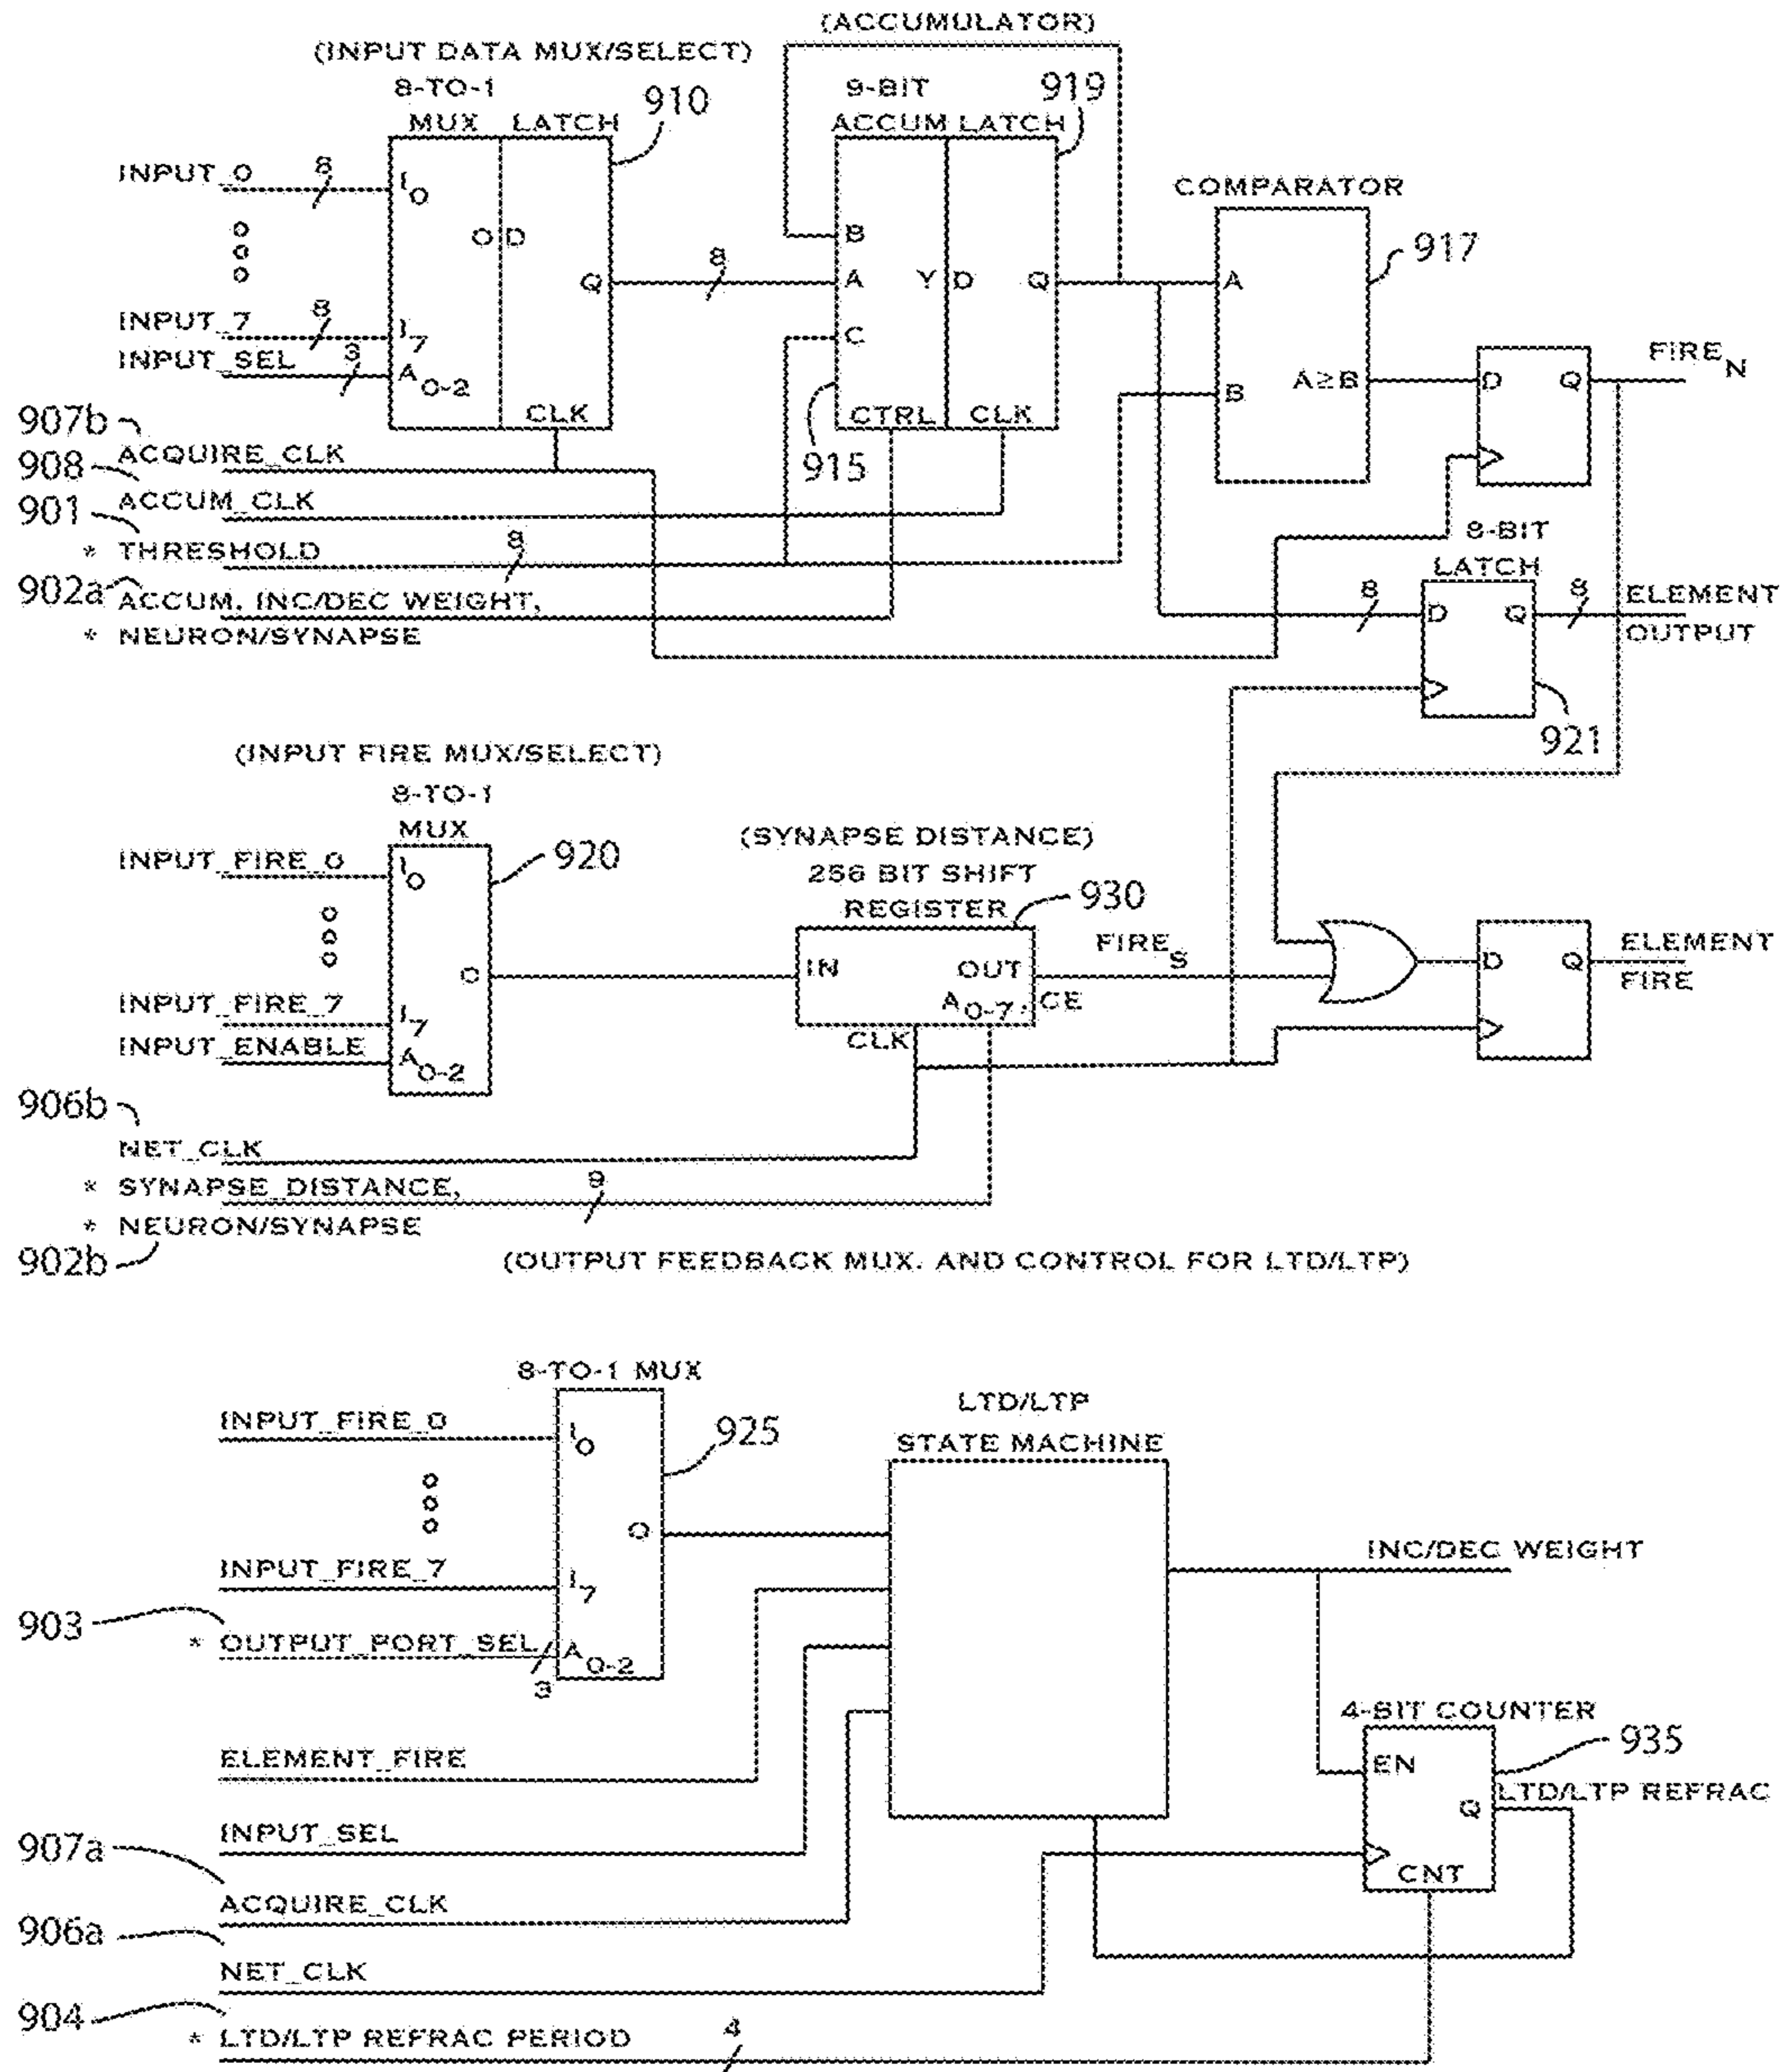 (ACCUMULATOR)
(INPUT DATA MUX/SELECT)
8-TO-1
MUX LATCH
910
9-BIT
ACCUM LATCH
919
INPUT_0
8
I0
O D
Q
INPUT_7
8
I7
INPUT_SEL
3
A0-2
CLK
8
B
A
C
Y D
Q
CTRL
CLK
915
COMPARATOR
917
A
B
A≥B
D
Q
FIREN
907b
ACQUIRE_CLK
908
ACCUM_CLK
901
* THRESHOLD
8
902a
ACCUM. INC/DEC WEIGHT,
* NEURON/SYNAPSE
8-BIT
LATCH
8
D
Q
8
ELEMENT
OUTPUT
921
(INPUT FIRE MUX/SELECT)
8-TO-1
MUX
920
INPUT_FIRE_0
I0
O
INPUT_FIRE_7
I7
INPUT_ENABLE
A0-2
(SYNAPSE DISTANCE)
256 BIT SHIFT
REGISTER
930
IN
OUT
A0-7, CE
CLK
FIRES
D
Q
ELEMENT
FIRE
906b
NET_CLK
* SYNAPSE_DISTANCE,
9
* NEURON/SYNAPSE
902b
(OUTPUT FEEDBACK MUX. AND CONTROL FOR LTD/LTP)
8-TO-1 MUX
925
INPUT_FIRE_0
I0
O
INPUT_FIRE_7
I7
903
* OUTPUT_PORT_SEL
A0-2
3
LTD/LTP
STATE MACHINE
INC/DEC WEIGHT
ELEMENT_FIRE
4-BIT COUNTER
935
EN
Q
LTD/LTP REFRAC
CNT
INPUT_SEL
907a
ACQUIRE_CLK
906a
NET_CLK
904
* LTD/LTP REFRAC PERIOD
4